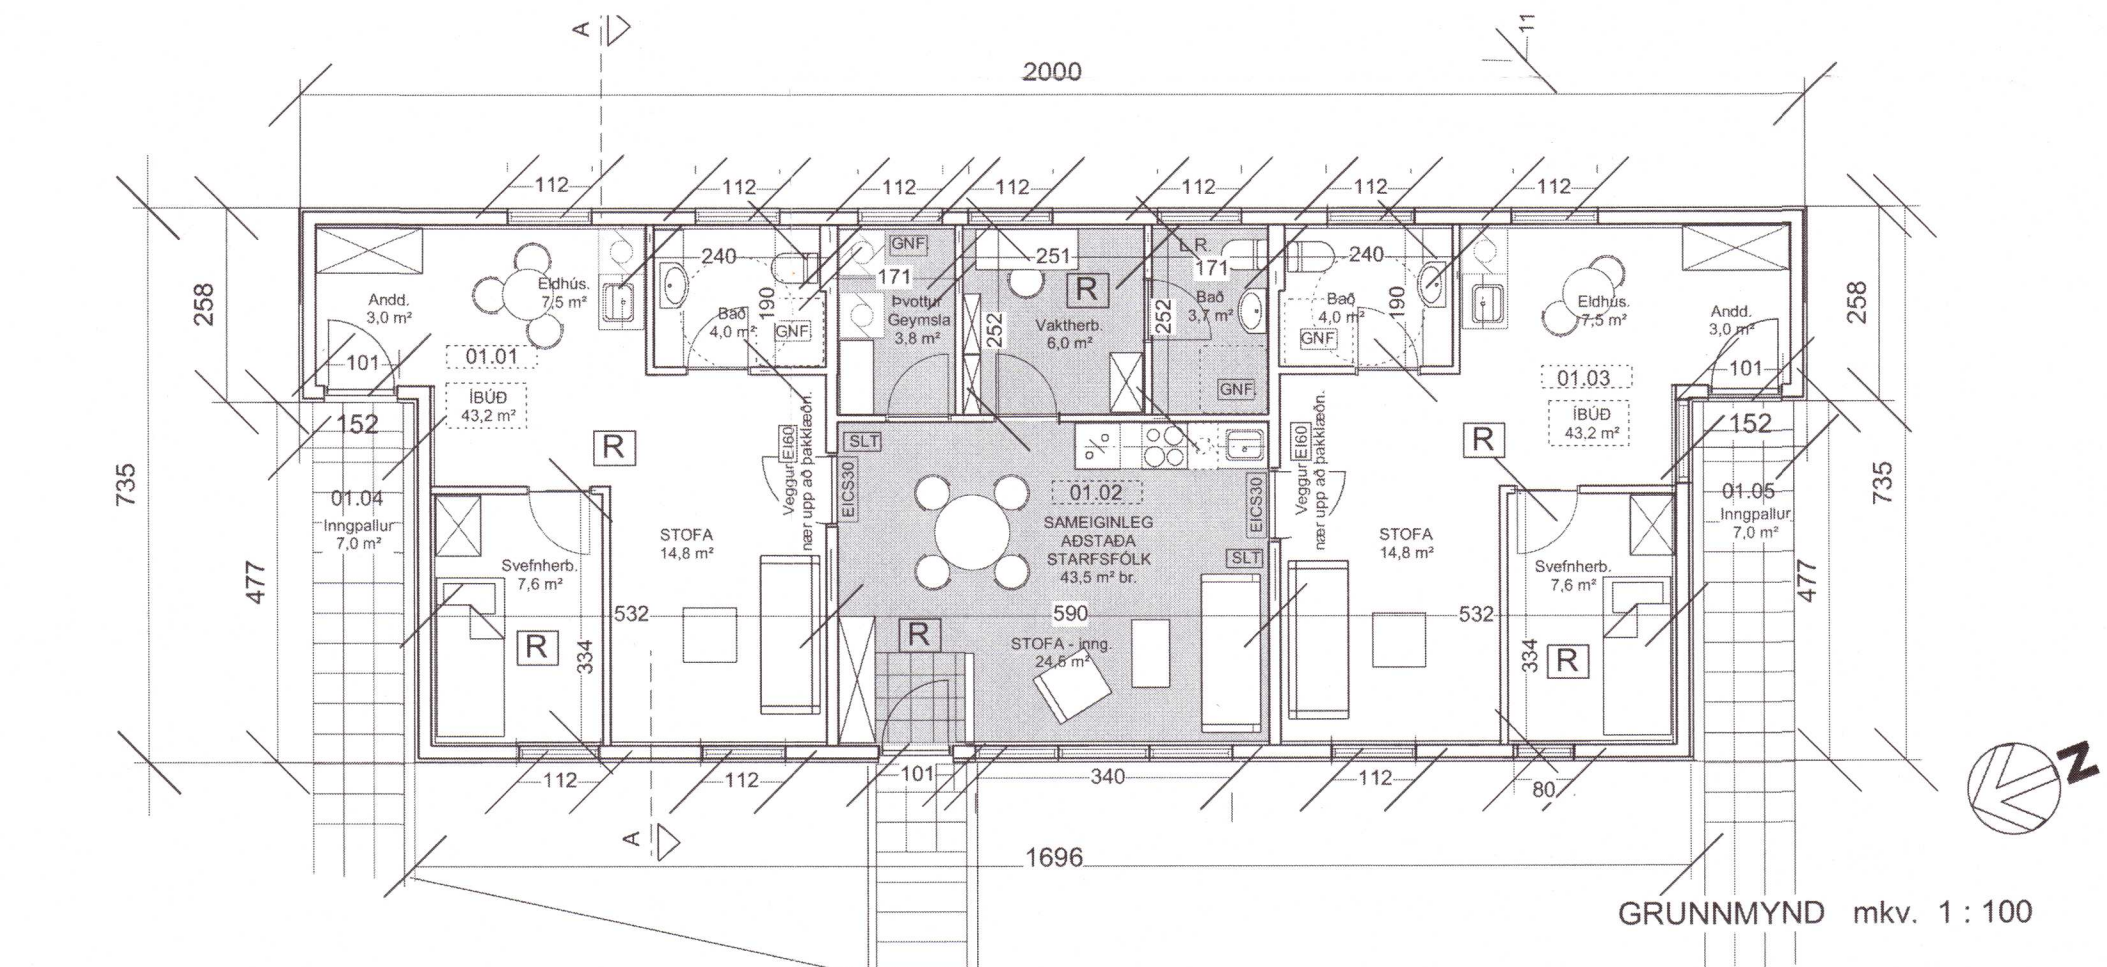 A
11
2000
112
112
112
112
112
112
112
258
735
477
Andd.
3,0 m²
Eldhús.
7,5 m²
101
01.01
ÍBÚÐ
43,2 m²
R
152
01.04
Inngpallur
7,0 m²
240
190
Bað
4,0 m²
GNF
GNF
171
Þvottur
Geymsla
3,8 m²
251
R
252
Vaktherb.
6,0 m²
L.R.
171
Bað
3,7 m²
252
GNF
240
Bað
4,0 m²
190
GNF
Eldhús.
7,5 m²
Andd.
3,0 m²
101
01.03
ÍBÚÐ
43,2 m²
R
152
01.05
Inngpallur
7,0 m²
258
735
477
Veggur EI60
nær upp að þakklæðn.
SLT
EICS30
01.02
SAMEIGINLEG
AÐSTAÐA
STARFSFÓLK
43,5 m² br.
EICS30
SLT
Veggur EI60
nær upp að þakklæðn.
STOFA
14,8 m²
Svefnherb.
7,6 m²
R
334
532
590
R
STOFA - inng.
24,5 m²
STOFA
14,8 m²
532
Svefnherb.
7,6 m²
334
R
112
112
101
340
112
80
A
1696
N
GRUNNMYND mkv. 1 : 100